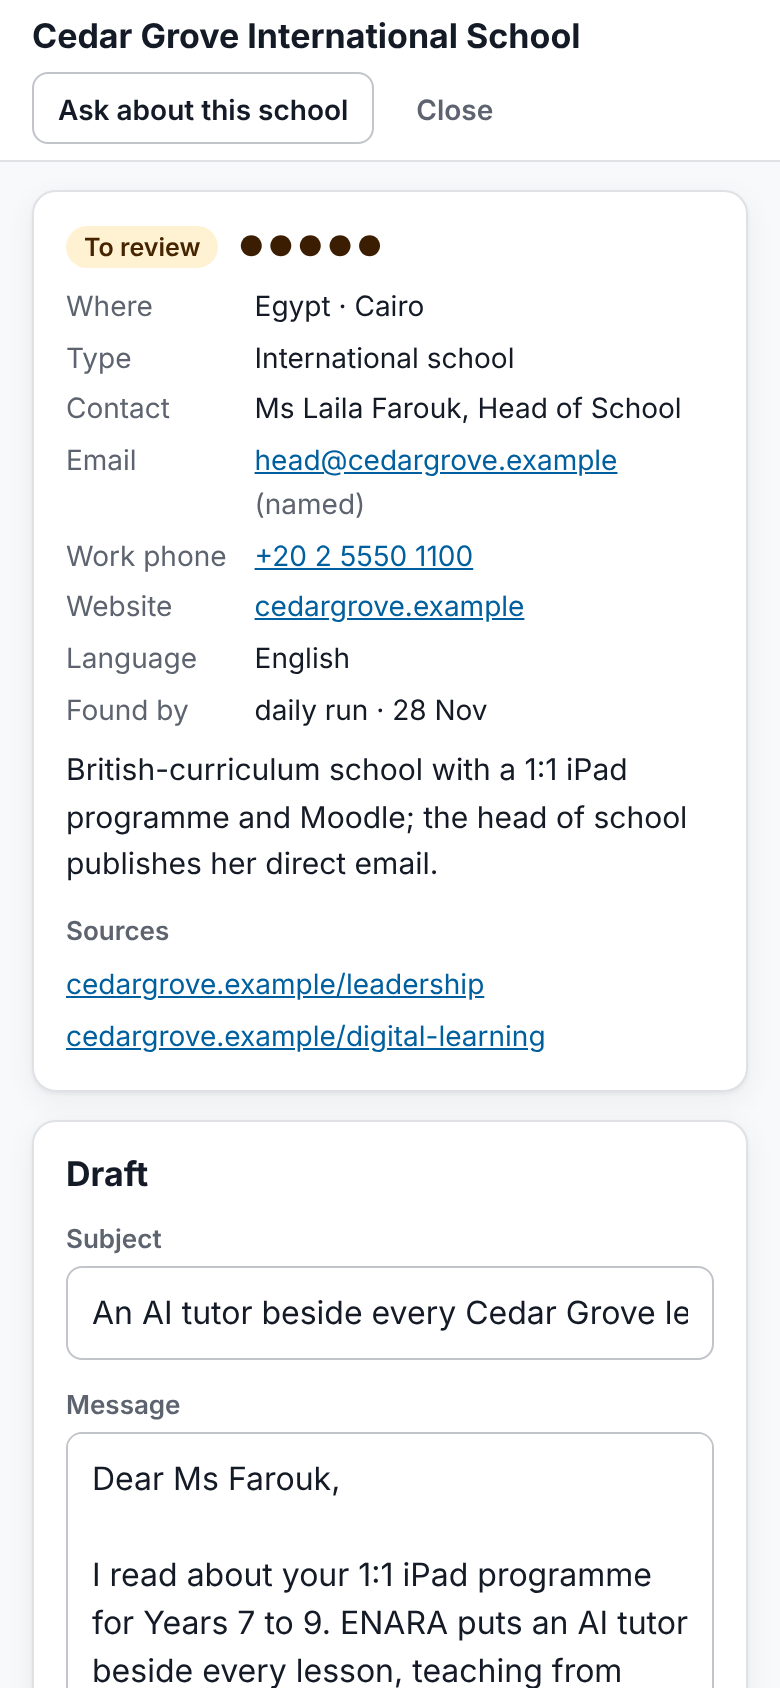 Cedar Grove International School
Ask about this school
Close
To review
Where Egypt · Cairo
Type International school
Contact Ms Laila Farouk, Head of School
Email head@cedargrove.example
(named)
Work phone +20 2 5550 1100
Website cedargrove.example
Language English
Found by daily run · 28 Nov
British-curriculum school with a 1:1 iPad
programme and Moodle; the head of school
publishes her direct email.
Sources
cedargrove.example/leadership
cedargrove.example/digital-learning
Draft
Subject
An AI tutor beside every Cedar Grove le
Message
Dear Ms Farouk,
I read about your 1:1 iPad programme
for Years 7 to 9. ENARA puts an AI tutor
beside every lesson, teaching from